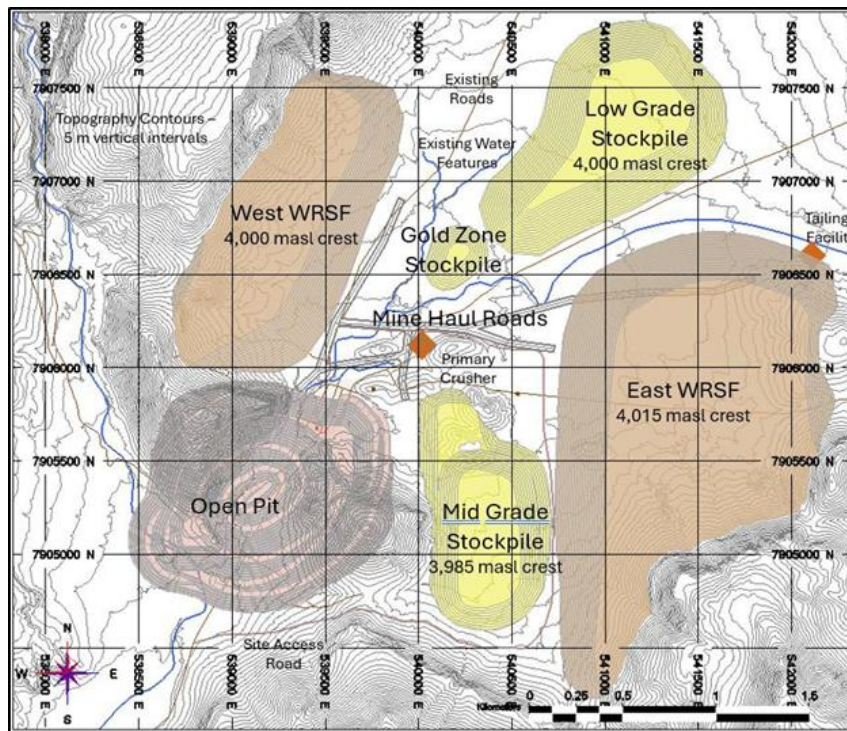 538000 E
539000 E
539500 E
540000 E
540500 E
541000 E
541500 E
542000 E
7907500 N
7907500 N
Existing
Roads
Low Grade
Stockpile
4,000 masl crest
Topography Contours –
5 m vertical intervals
Existing Water
Features
7907000 N
7907000 N
West WRSF
4,000 masl crest
Gold Zone
Stockpile
Tailing
Facilit
7906500 N
7906500 N
Mine Haul Roads
7906000 N
7906000 N
Primary
Crusher
East WRSF
4,015 masl crest
7905500 N
7905500 N
Open Pit
Mid Grade
Stockpile
3,985 masl crest
7905000 N
7905000 N
Site Access
Road
N
W
E
S
538500 E
539000 E
540000 E
540500 E
541000 E
541500 E
542000 E
Kilometers
0
0.25
0.5
1
1.5